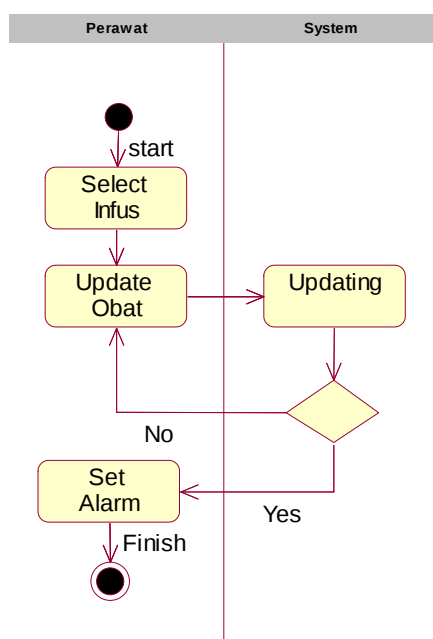 Perawat
System
start
Select
Infus
Update
Obat
Updating
No
Set
Alarm
Yes
Finish